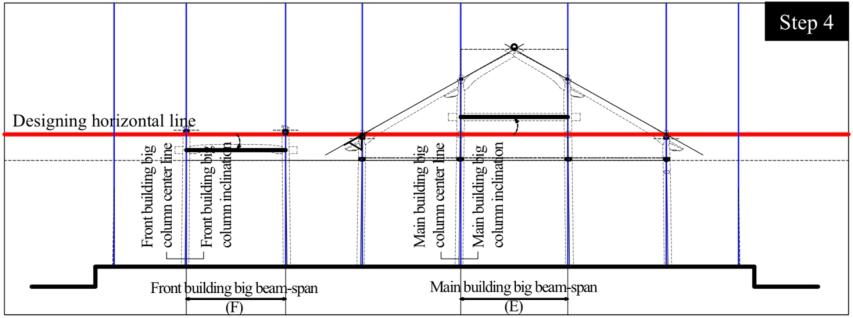 Step 4
Designing horizontal line
Front building big
column center line
Front building big
column inclination
Main building big
column center line
Main building big
column inclination
Front building big beam-span
(F)
Main building big beam-span
(E)